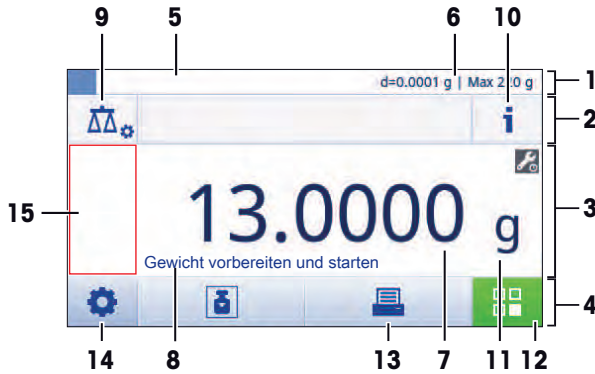 9 5 6 10
d=0.0001 g | Max 220 g 1
2
i
15 13.0000 g 3
Gewicht vorbereiten und starten
4
14 8 13 7 11 12